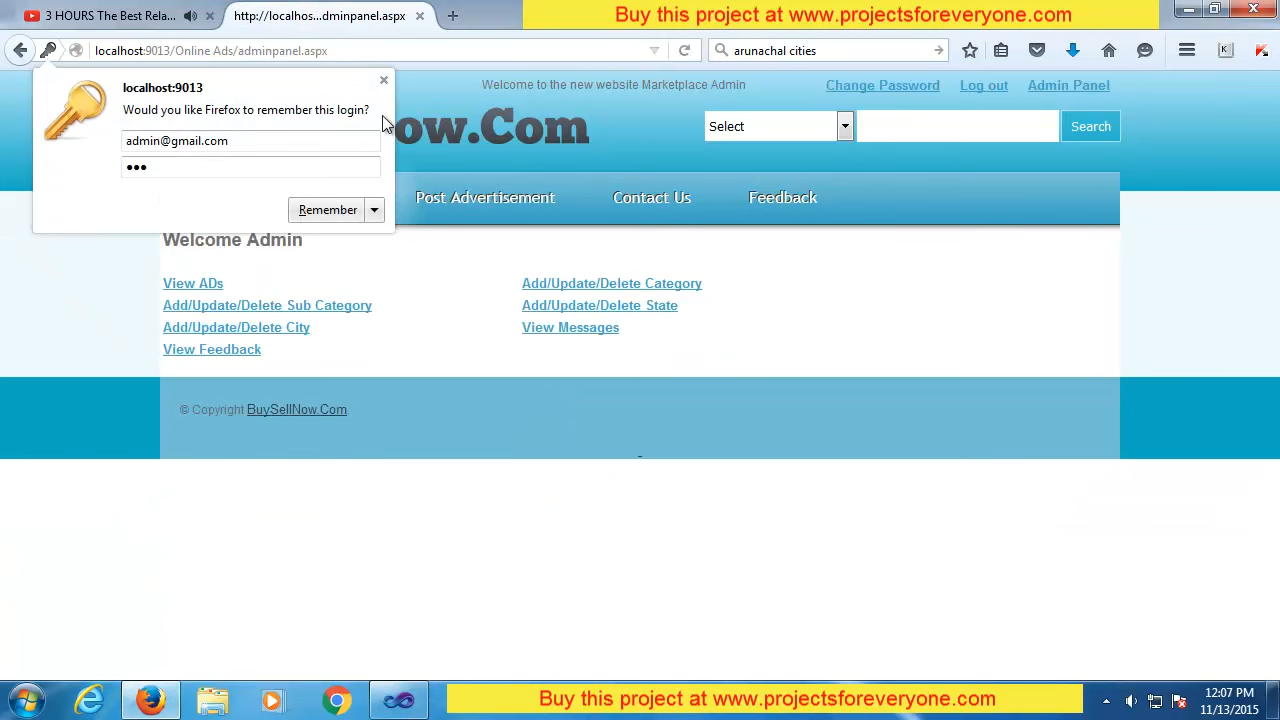 3 HOURS The Best Rela...
http://localhos...dminpanel.aspx
Buy this project at www.projectsforeveryone.com
localhost:9013/Online Ads/adminpanel.aspx
arunachal cities
localhost:9013
Would you like Firefox to remember this login?
admin@gmail.com
Remember
Welcome to the new website Marketplace Admin
Change Password
Log out
Admin Panel
ow.Com
Select
Search
Post Advertisement
Contact Us
Feedback
Welcome Admin
View ADs
Add/Update/Delete Category
Add/Update/Delete Sub Category
Add/Update/Delete State
Add/Update/Delete City
View Messages
View Feedback
© Copyright BuySellNow.Com
Buy this project at www.projectsforeveryone.com
12:07 PM
11/13/2015